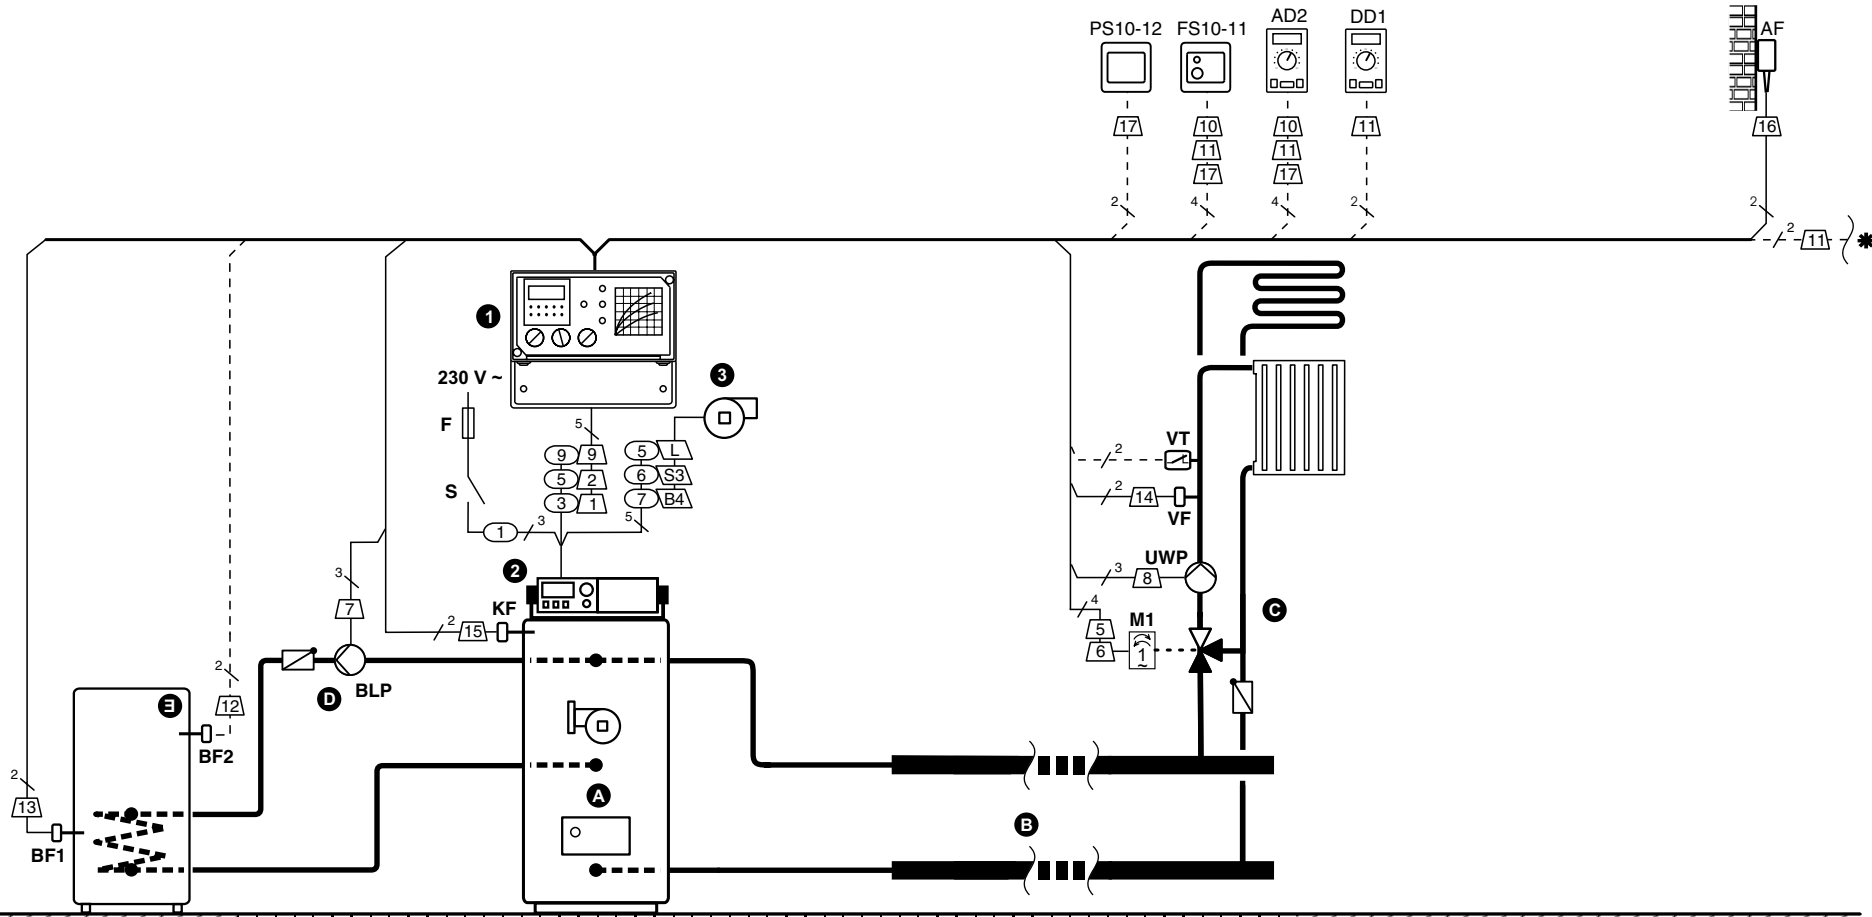 PS10-12 FS10-11 AD2 DD1 AF
17 10 10 11 16
11 11
17 17
2 4 4 2 2
2 11 ✱
1
230 V ~
3
F
5
9 9 5 L
S 5 2 6 S3
3 1 7 B4
1 3 5
2
3
7
KF
2 15
BLP
D
2
12
E
BF2
2
13
BF1
A
B
VT
2
2 14
VF
UWP
3 8
4
5
6
M1
1
~
C